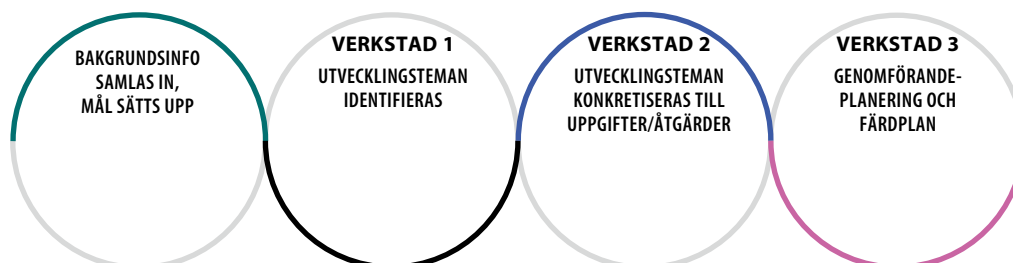 BAKGRUNDSINFO
SAMLAS IN,
MÅL SÄTTS UPP
VERKSTAD 1
UTVECKLINGSTEMAN
IDENTIFIERAS
VERKSTAD 2
UTVECKLINGSTEMAN
KONKRETISERAS TILL
UPPGIFTER/ÅTGÄRDER
VERKSTAD 3
GENOMFÖRANDE-
PLANERING OCH
FÄRDPLAN